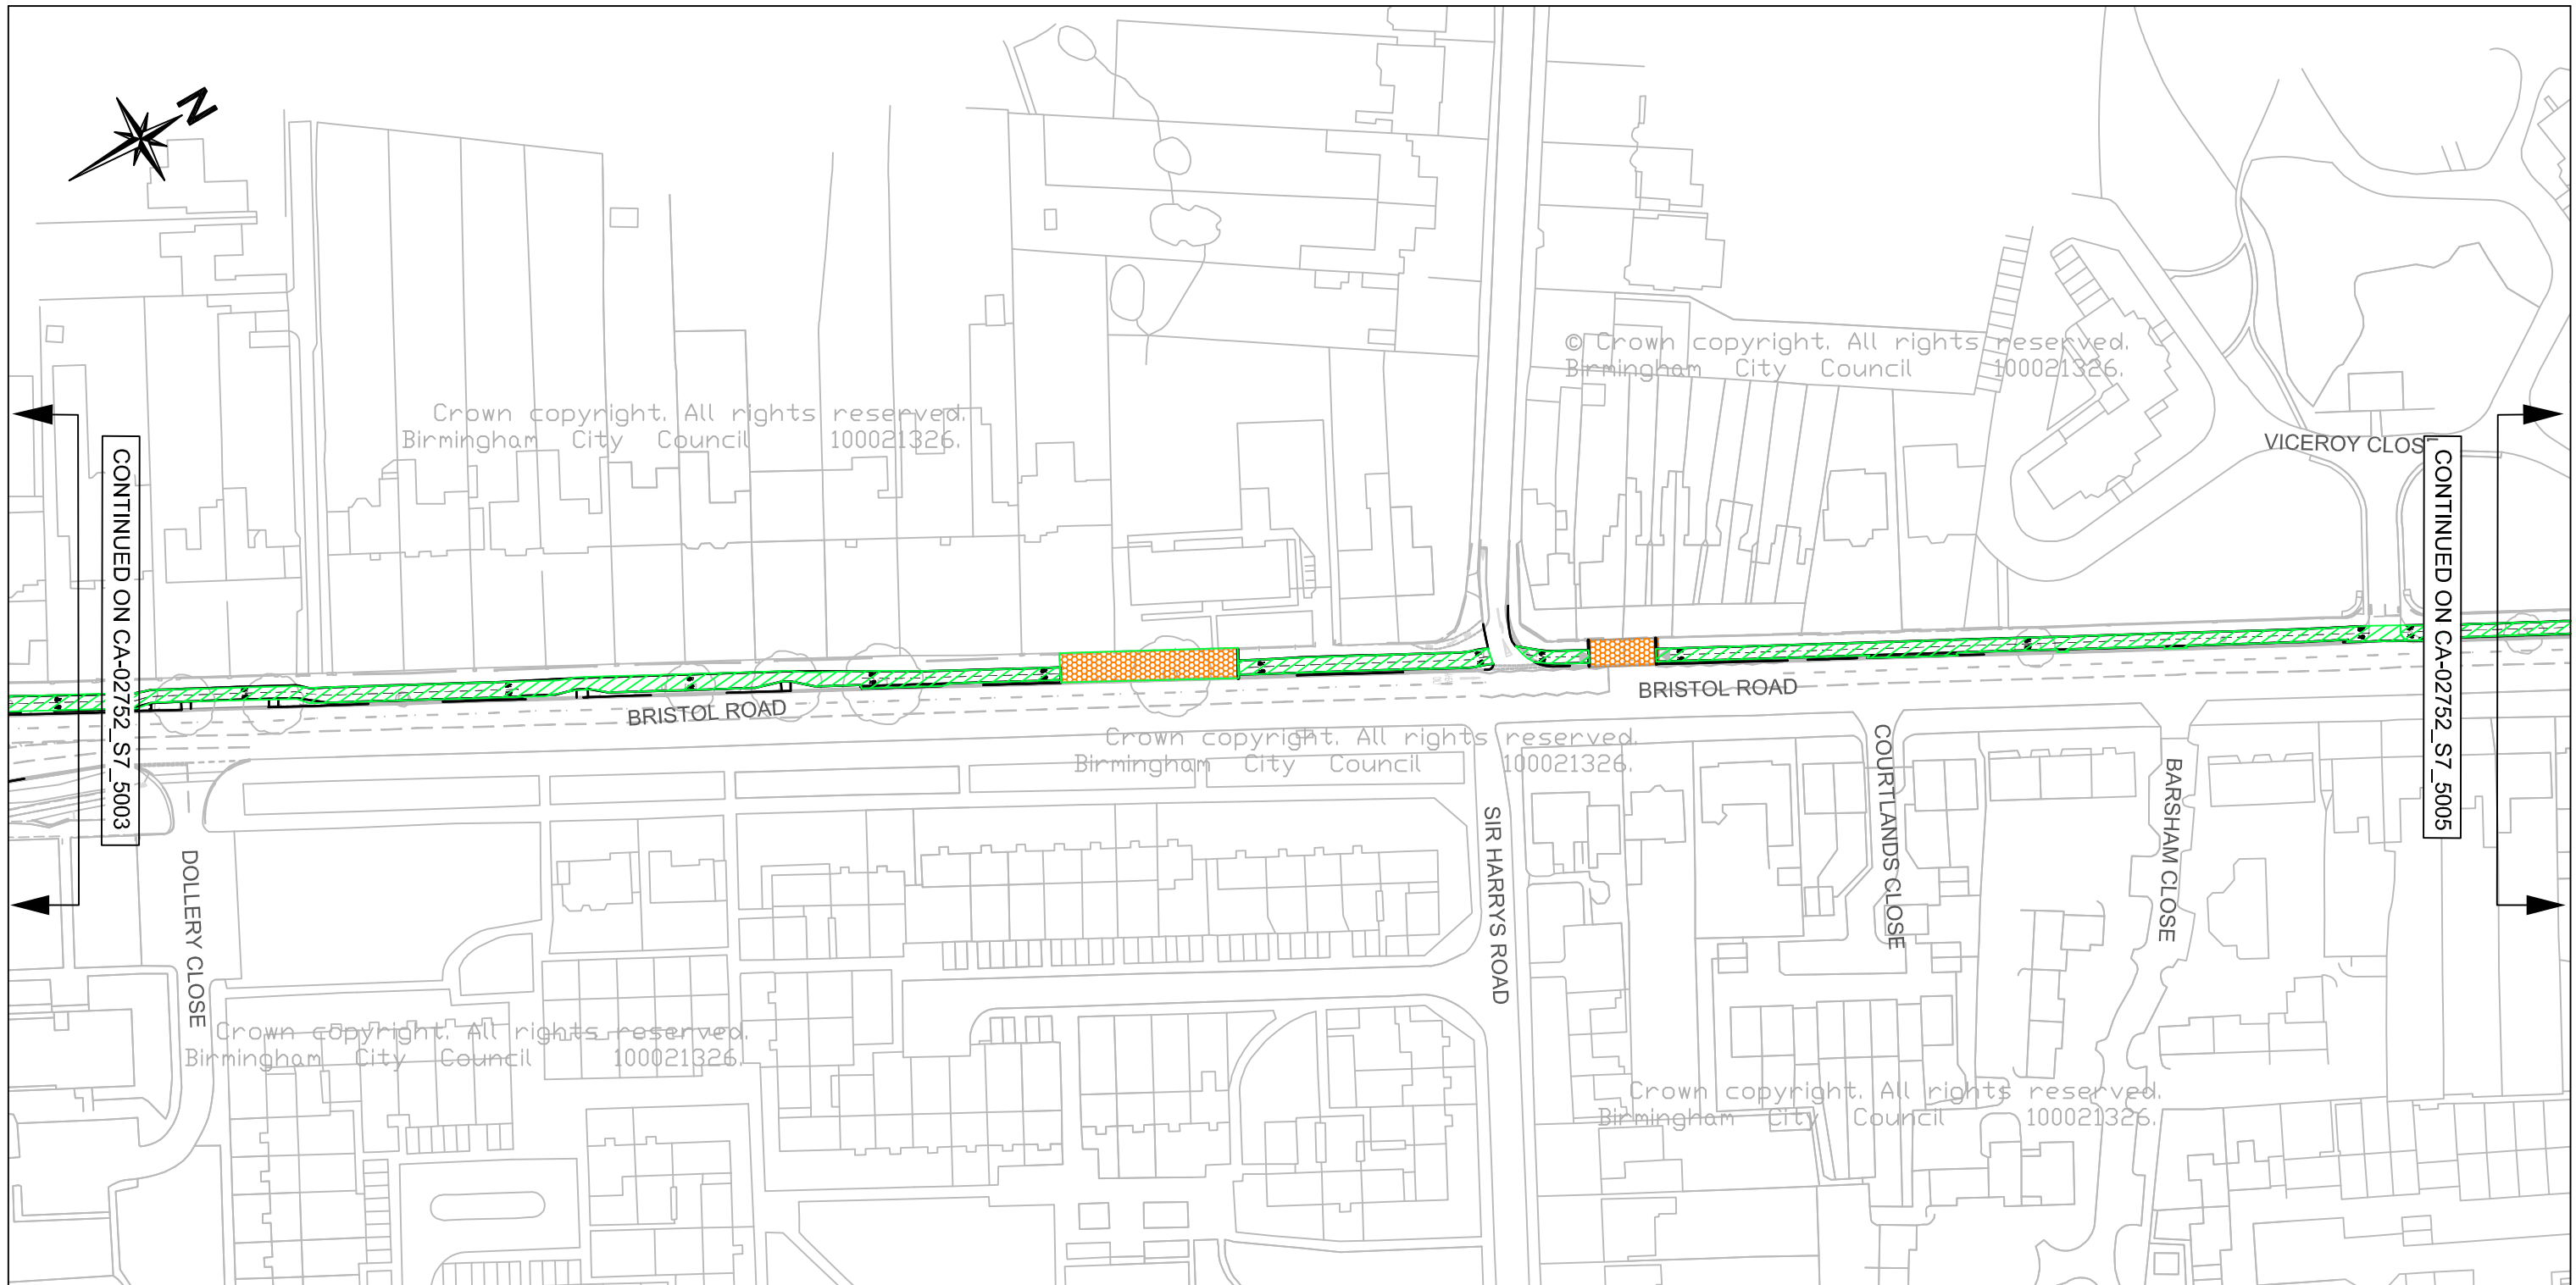 N
© Crown copyright. All rights reserved.
Birmingham City Council 100021326.
Crown copyright. All rights reserved.
Birmingham City Council 100021326.
VICEROY CLOS
CONTINUED ON CA-02752_S7_5003
CONTINUED ON CA-02752_S7_5005
BRISTOL ROAD
BRISTOL ROAD
Crown copyright. All rights reserved.
Birmingham City Council 100021326.
DOLLERY CLOSE
SIR HARRYS ROAD
COURTLANDS CLOSE
BARSHAM CLOSE
Crown copyright. All rights reserved.
Birmingham City Council 100021326.
Crown copyright. All rights reserved.
Birmingham City Council 100021326.